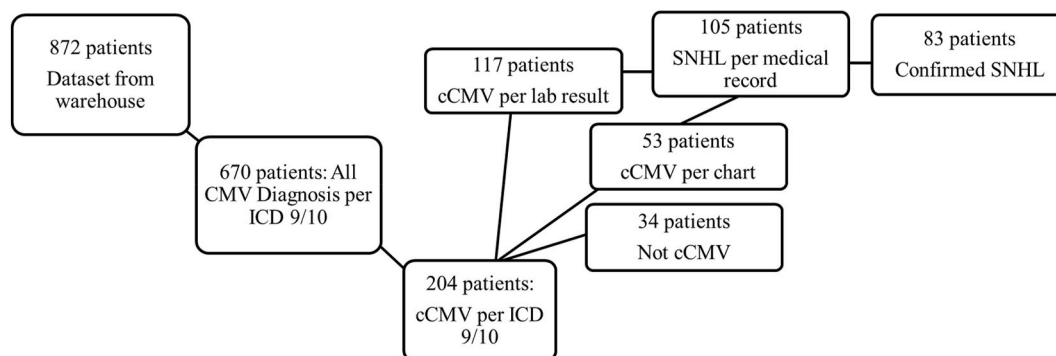 872 patients
Dataset from
warehouse
670 patients: All
CMV Diagnosis per
ICD 9/10
204 patients:
cCMV per ICD
9/10
117 patients
cCMV per lab result
53 patients
cCMV per chart
34 patients
Not cCMV
105 patients
SNHL per medical
record
83 patients
Confirmed SNHL